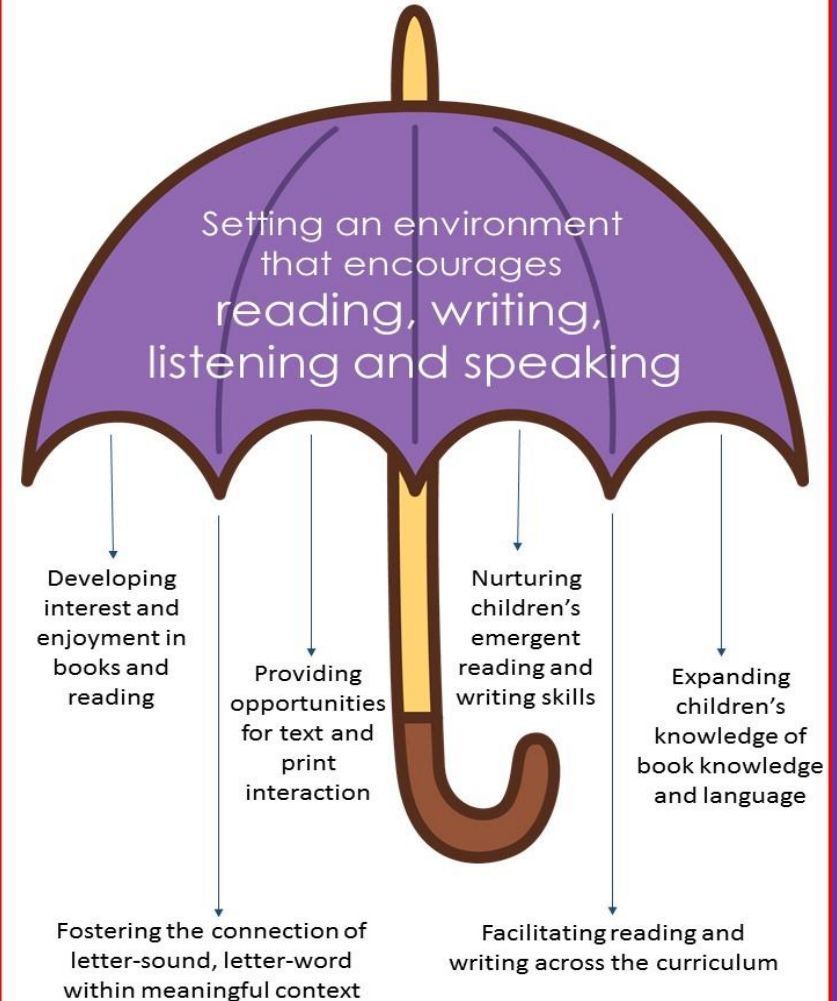 Setting an environment
that encourages
reading, writing,
listening and speaking
Developing
interest and
enjoyment in
books and
reading
Fostering the connection of
letter-sound, letter-word
within meaningful context
Providing
opportunities
for text and
print
interaction
Nurturing
children’s
emergent
reading and
writing skills
Facilitating reading and
writing across the curriculum
Expanding
children’s
knowledge of
book knowledge
and language